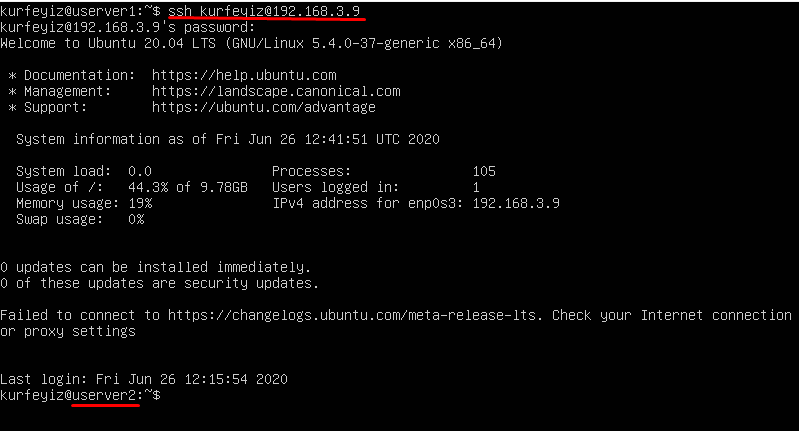 kurfeyiz@userver1:~$ ssh kurfeyiz@192.168.3.9
kurfeyiz@192.168.3.9's password:
Welcome to Ubuntu 20.04 LTS (GNU/Linux 5.4.0-37-generic x86_64)
* Documentation:  https://help.ubuntu.com
* Management:     https://landscape.canonical.com
* Support:        https://ubuntu.com/advantage
System information as of Fri Jun 26 12:41:51 UTC 2020
System load:  0.0               Processes:               105
Usage of /:   44.3% of 9.78GB   Users logged in:         1
Memory usage: 19%               IPv4 address for enp0s3: 192.168.3.9
Swap usage:   0%
0 updates can be installed immediately.
0 of these updates are security updates.
Failed to connect to https://changelogs.ubuntu.com/meta-release-lts. Check your Internet connection
or proxy settings
Last login: Fri Jun 26 12:15:54 2020
kurfeyiz@userver2:~$